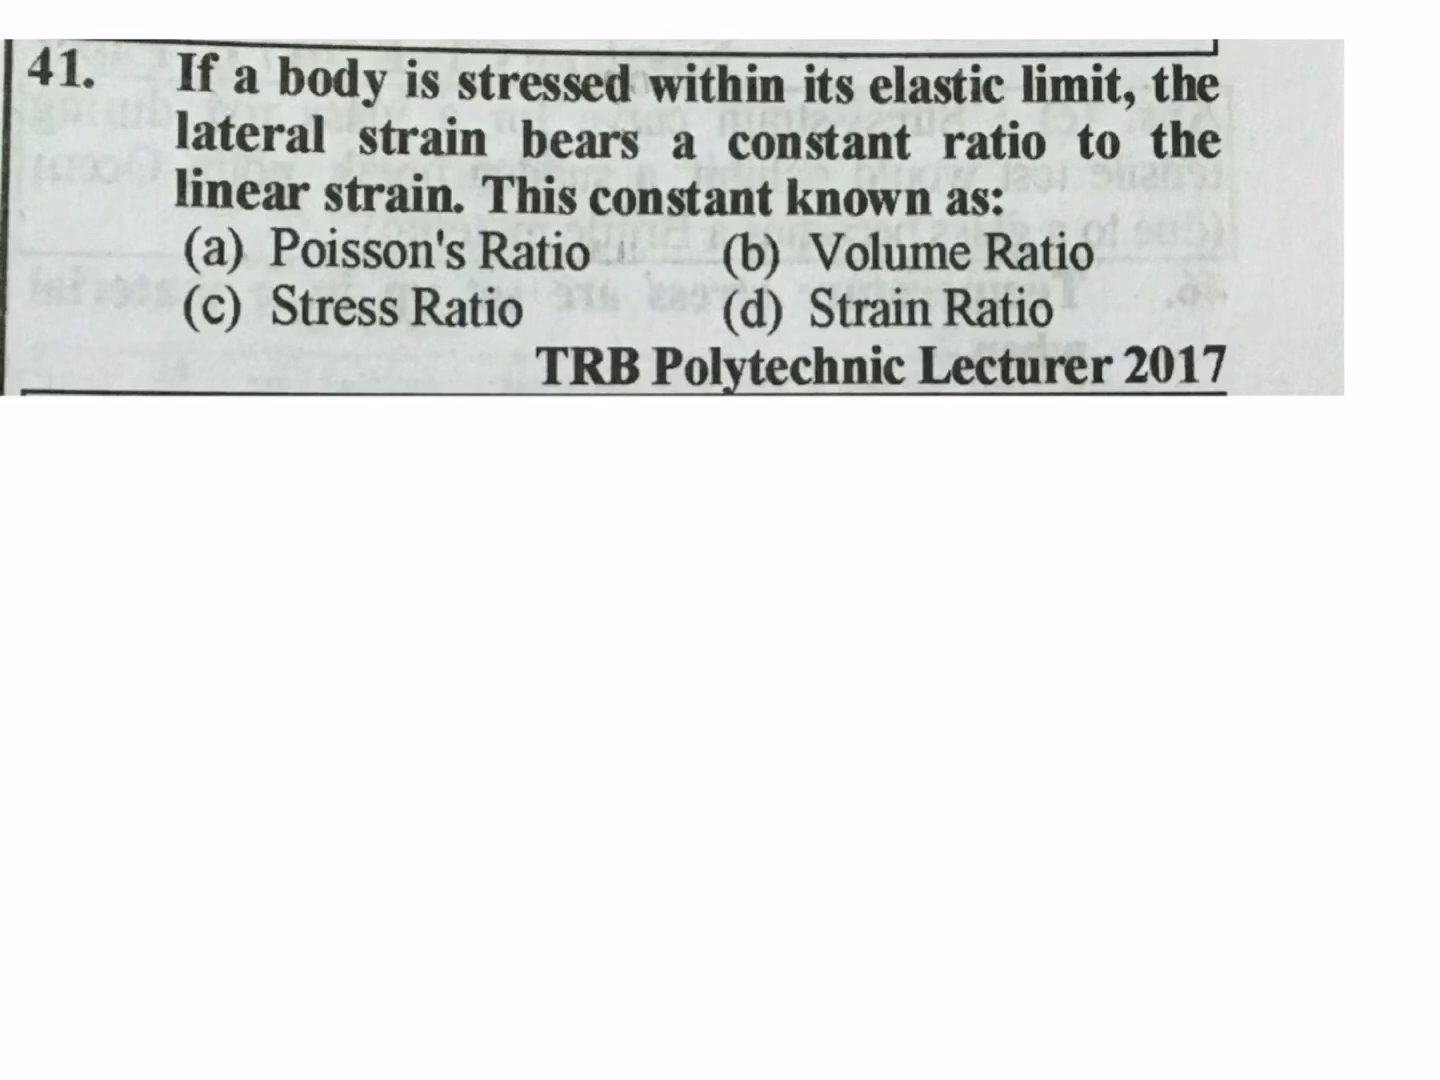 41. If a body is stressed within its elastic limit, the
lateral strain bears a constant ratio to the
linear strain. This constant known as:
(a) Poisson's Ratio (b) Volume Ratio
(c) Stress Ratio (d) Strain Ratio
TRB Polytechnic Lecturer 2017